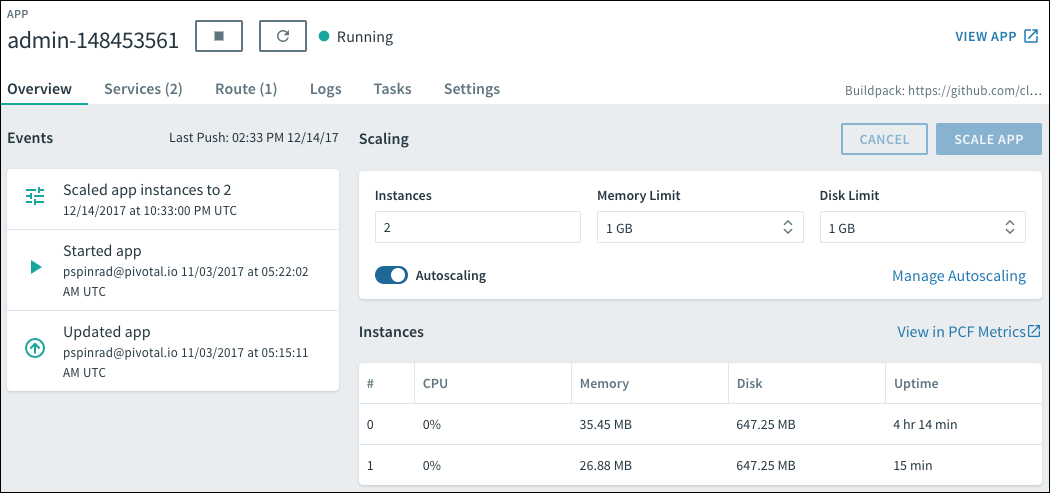 APP
admin-148453561
Running
VIEW APP
Overview
Services (2)
Route (1)
Logs
Tasks
Settings
Buildpack: https://github.com/cl...
Events
Last Push: 02:33 PM 12/14/17
Scaled app instances to 2
12/14/2017 at 10:33:00 PM UTC
Started app
pspinrad@pivotal.io 11/03/2017 at 05:22:02
AM UTC
Updated app
pspinrad@pivotal.io 11/03/2017 at 05:15:11
AM UTC
Scaling
CANCEL
SCALE APP
Instances
Memory Limit
Disk Limit
2
1 GB
1 GB
Autoscaling
Manage Autoscaling
Instances
View in PCF Metrics
# CPU Memory Disk Uptime
0 0% 35.45 MB 647.25 MB 4 hr 14 min
1 0% 26.88 MB 647.25 MB 15 min